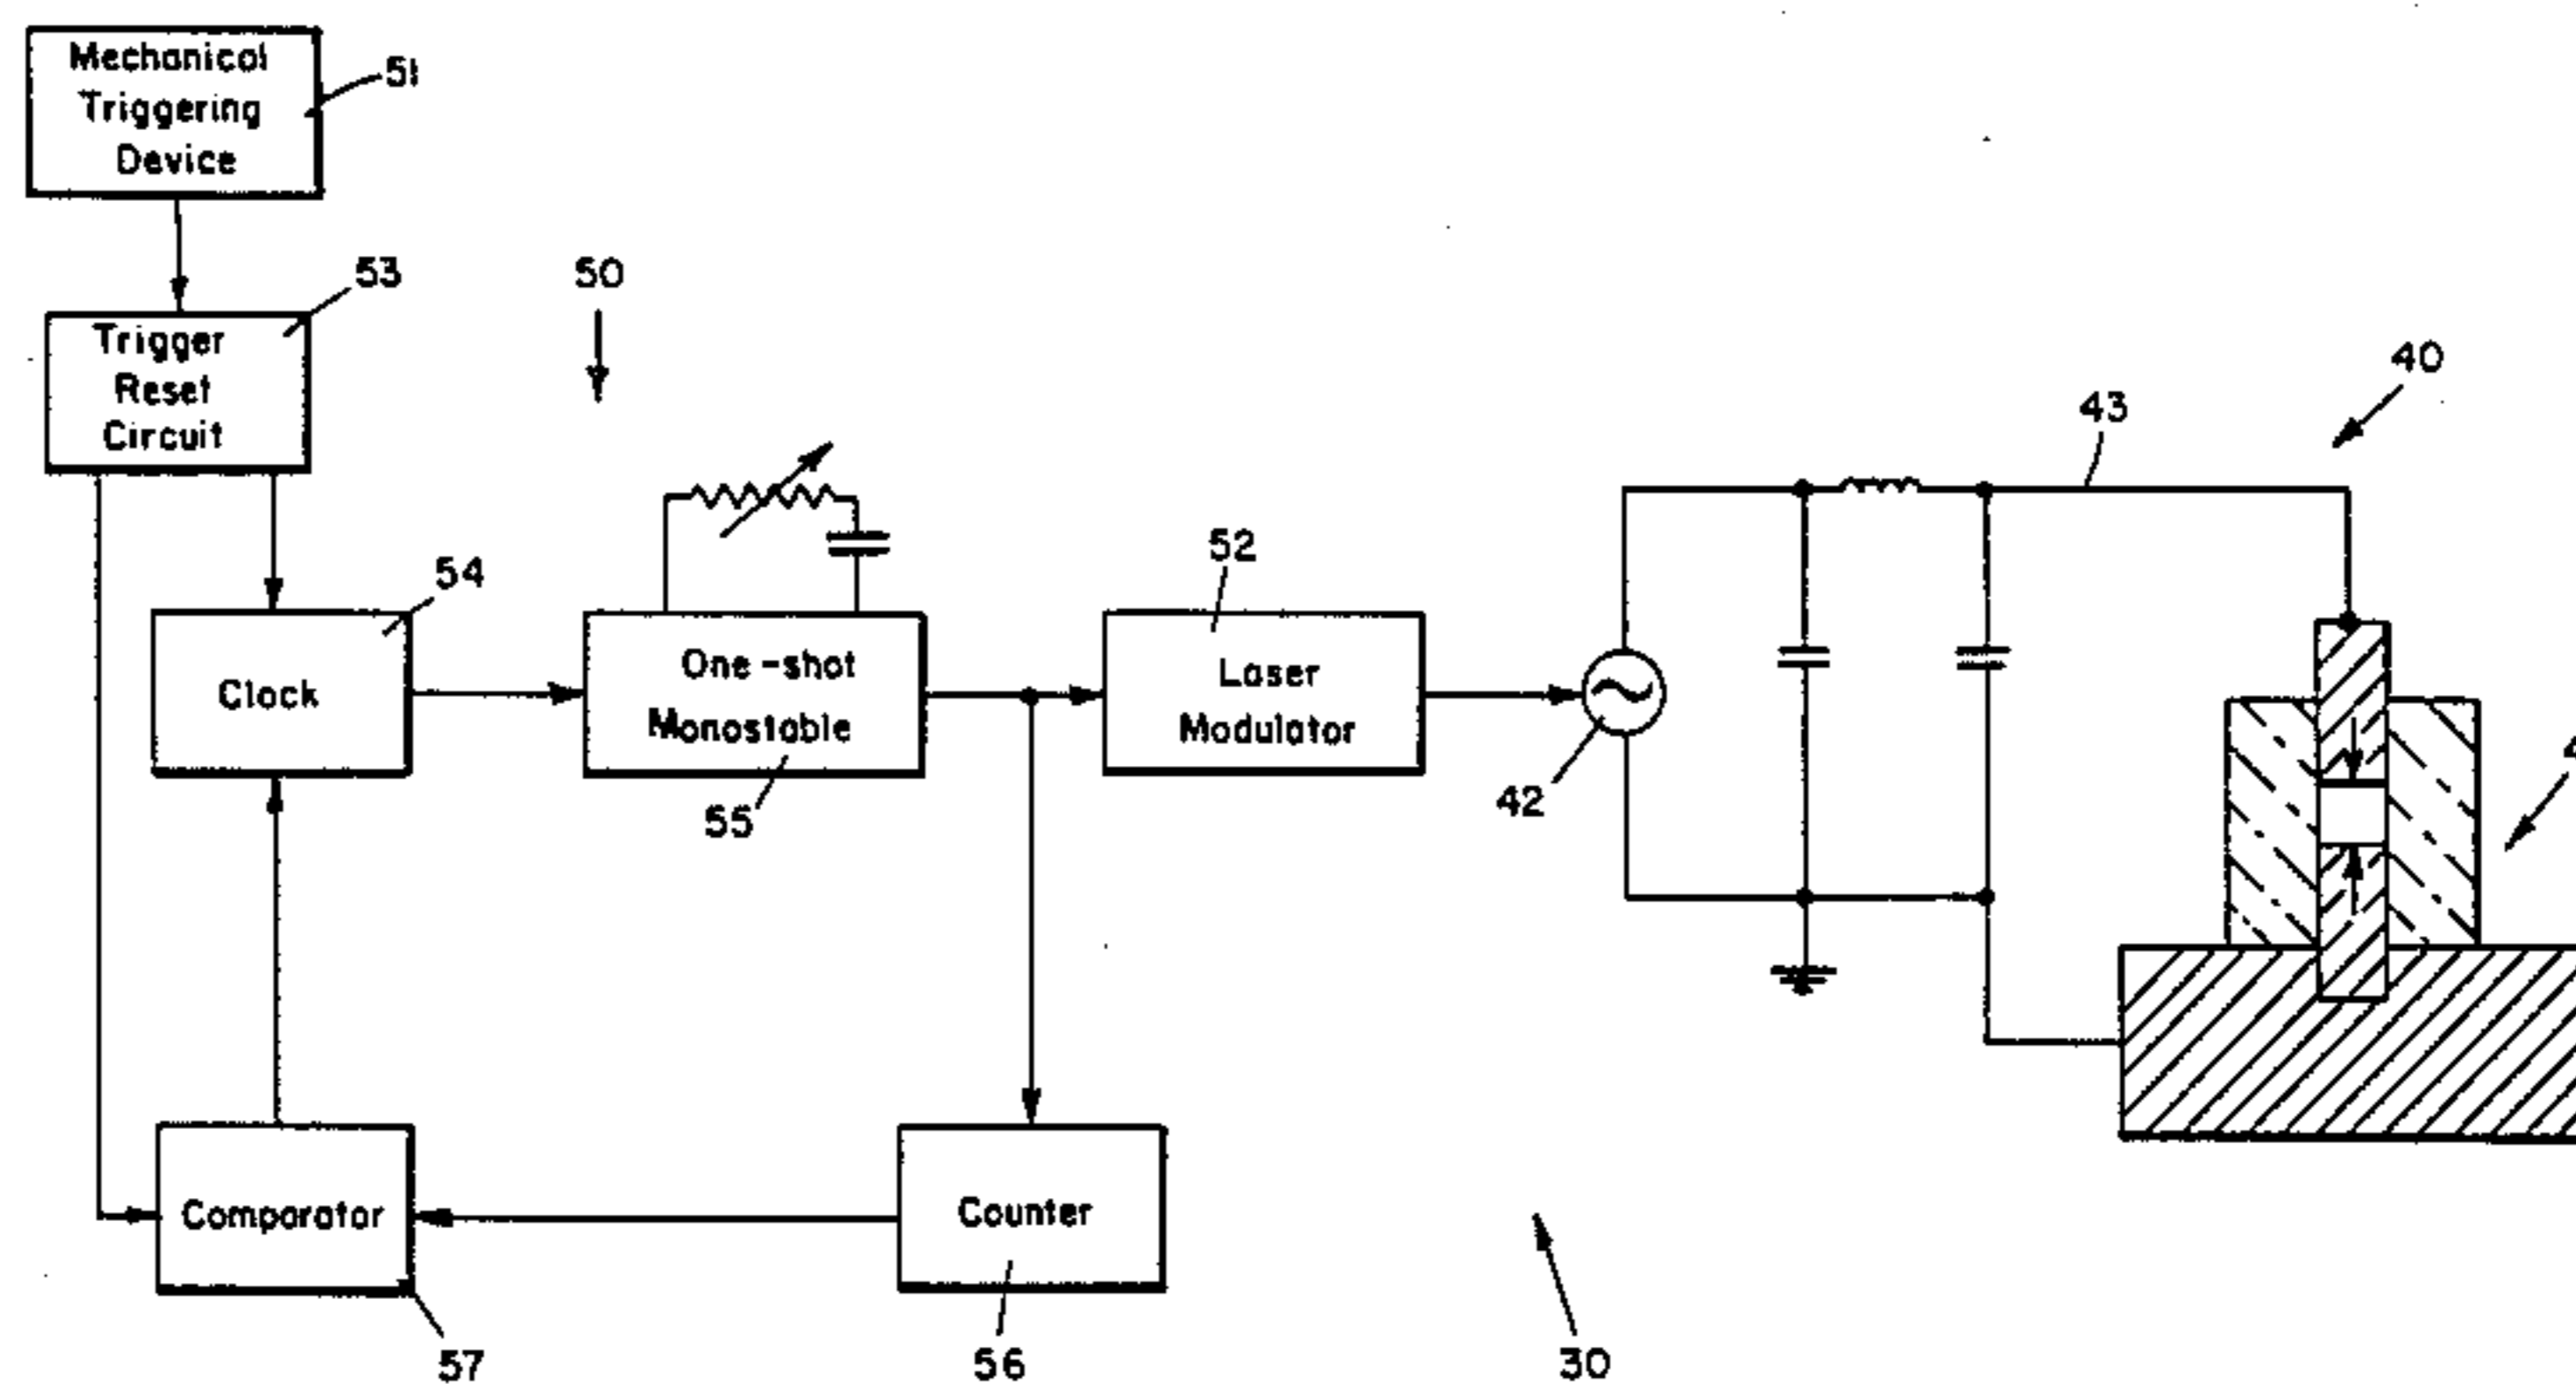 Mechanical
Triggering
Device
51
Trigger
Reset
Circuit
53
50
40
43
54
52
Clock
One-shot
Monostable
Laser
Modulator
42
55
Comparator
Counter
57
56
30